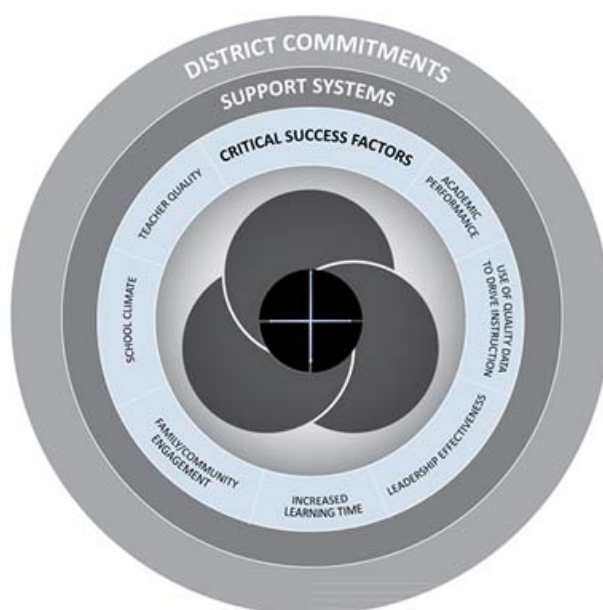 DISTRICT COMMITMENTS
SUPPORT SYSTEMS
CRITICAL SUCCESS FACTORS
ACADEMIC
PERFORMANCE
USE OF QUALITY DATA
TO DRIVE INSTRUCTION
LEADERSHIP EFFECTIVENESS
INCREASED
LEARNING TIME
FAMILY/COMMUNITY
ENGAGEMENT
SCHOOL CLIMATE
TEACHER QUALITY